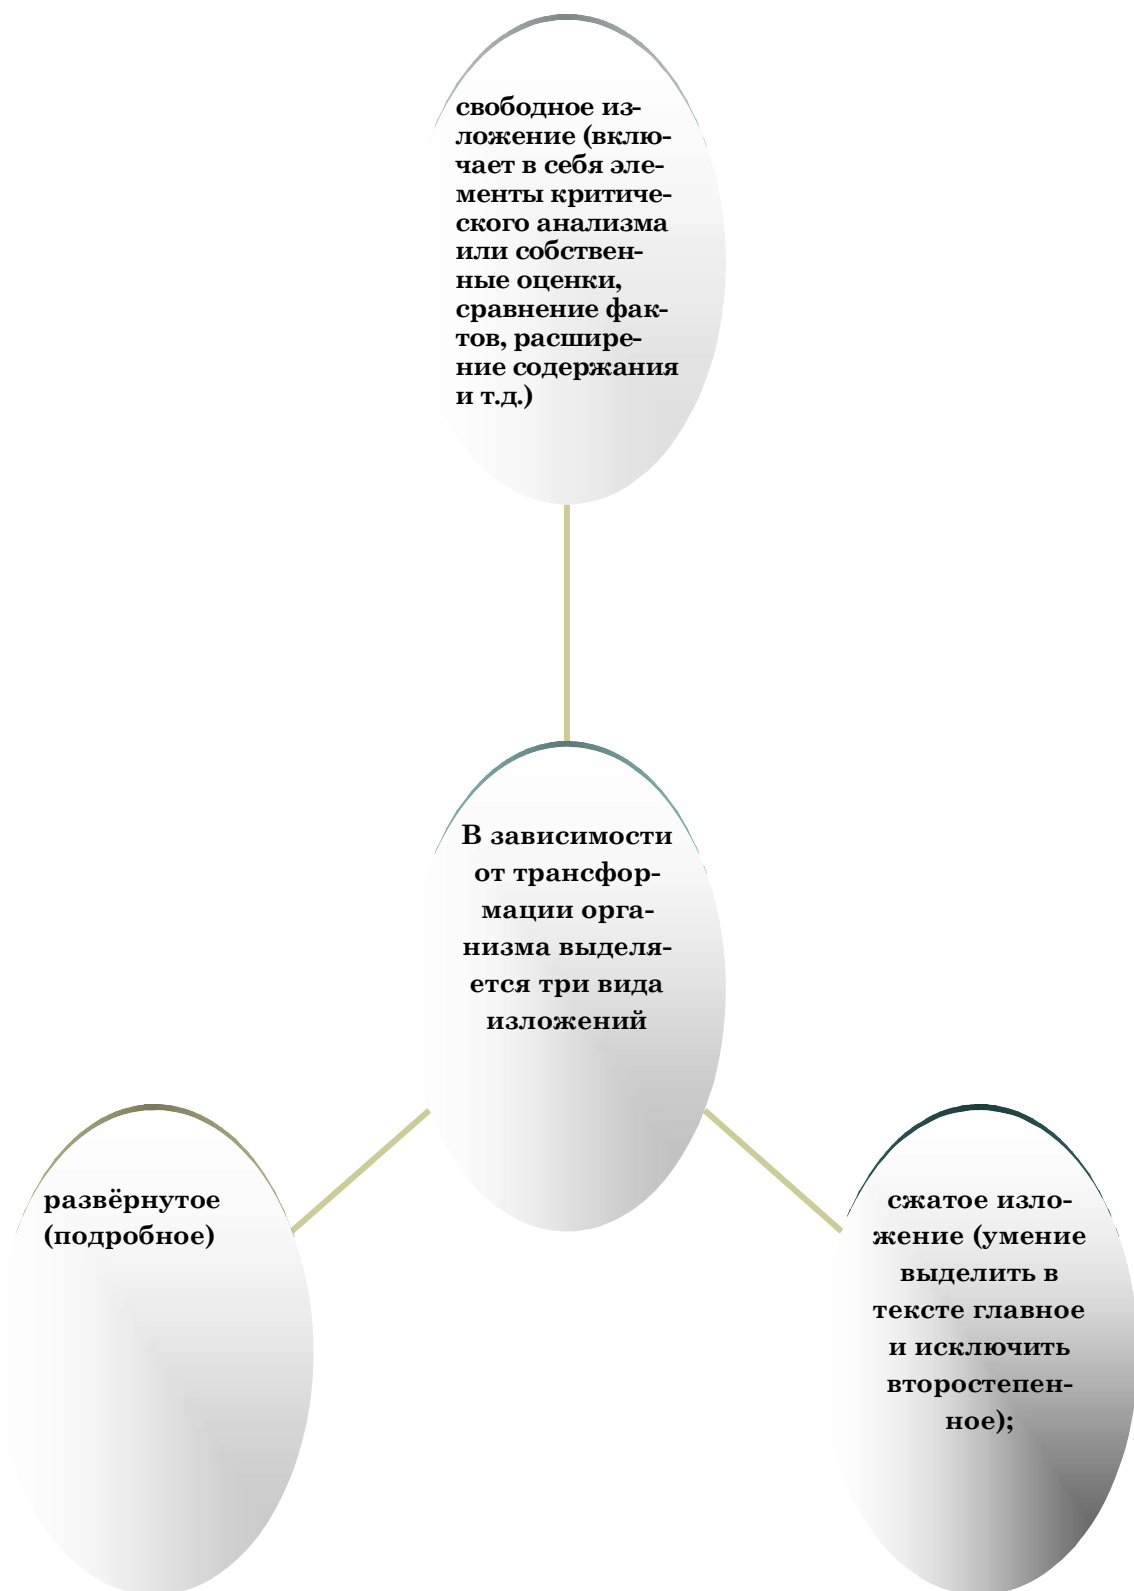 свободное из-
ложение (вклю-
чает в себя эле-
менты критиче-
ского анализма
или собствен-
ные оценки,
сравнение фак-
тов, расшире-
ние содержания
и т.д.)
В зависимости
от трансфор-
мации орга-
низма выделя-
ется три вида
изложений
развёрнутое
(подробное)
сжатое изло-
жение (умение
выделить в
тексте главное
и исключить
второстепен-
ное);